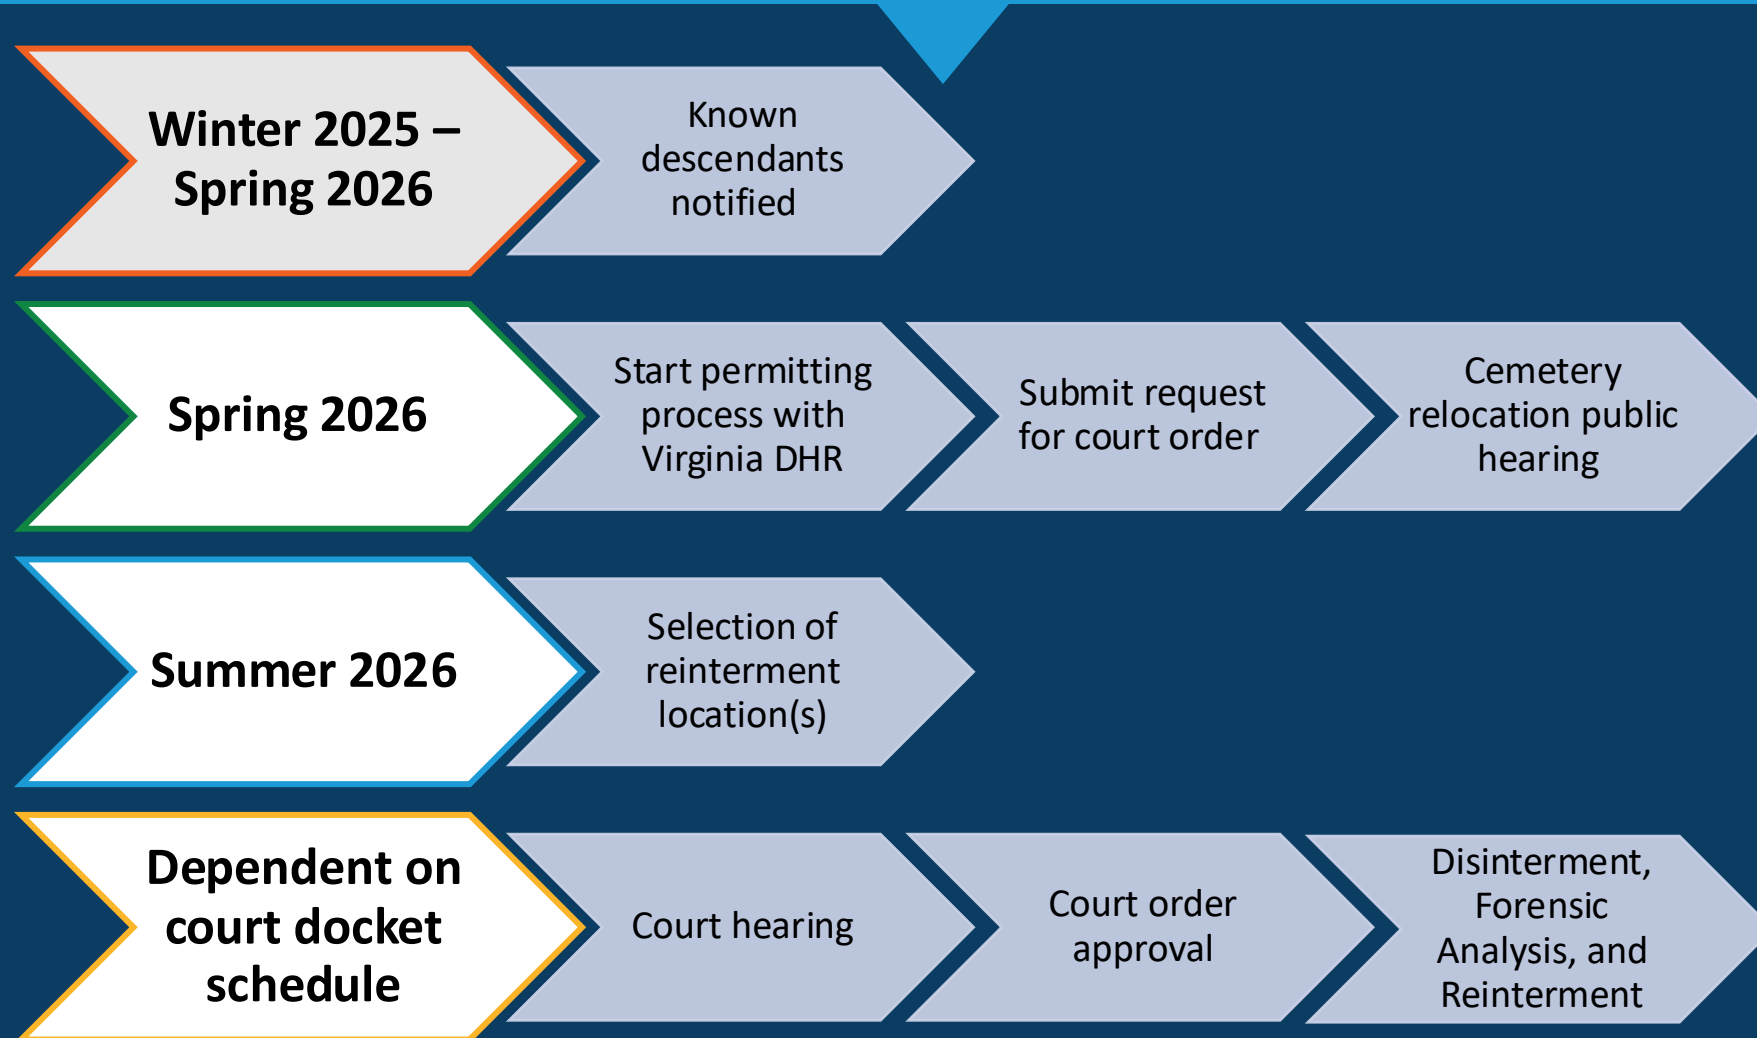 Winter 2025 –
Spring 2026
Known
descendants
notified
Spring 2026
Start permitting
process with
Virginia DHR
Submit request
for court order
Cemetery
relocation public
hearing
Summer 2026
Selection of
reinterment
location(s)
Dependent on
court docket
schedule
Court hearing
Court order
approval
Disinterment,
Forensic
Analysis, and
Reinterment